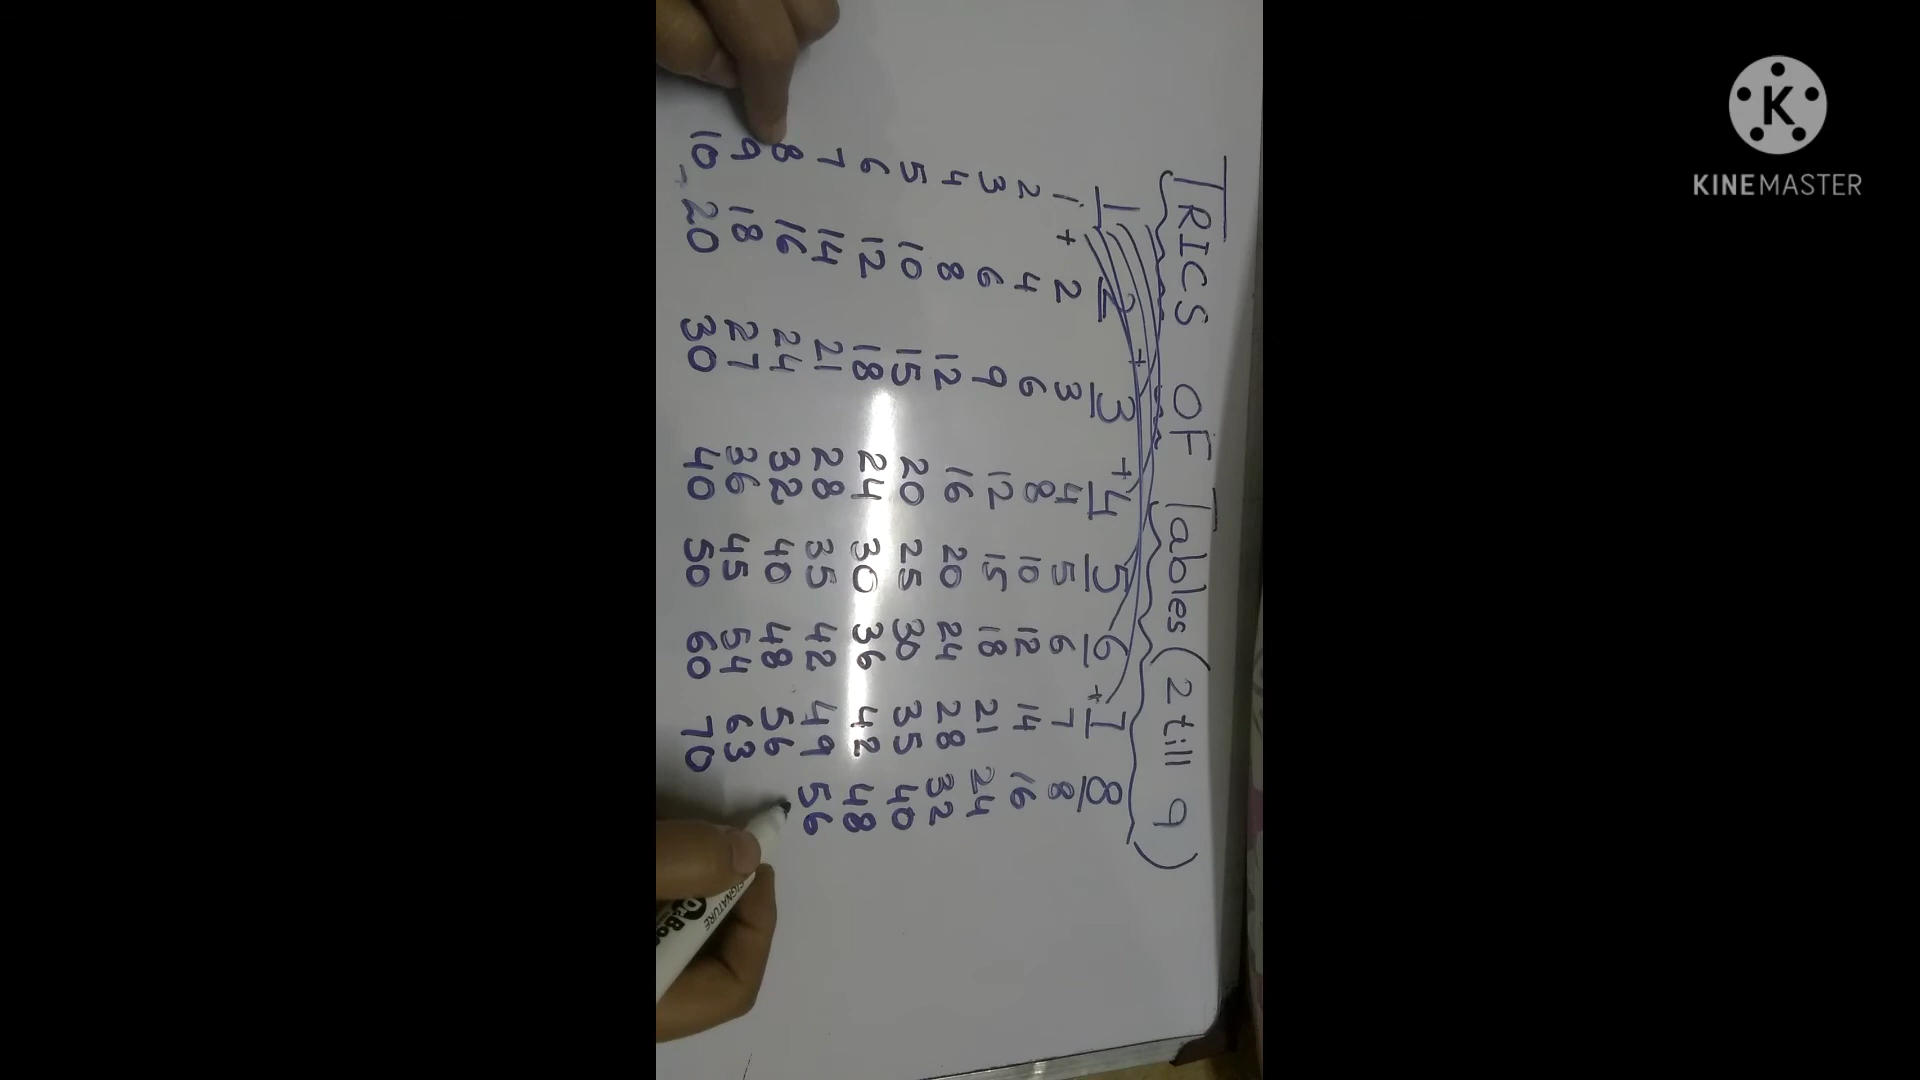 TRICS OF Tables (2 till 9)
1 2 + 3 + 4 5 6 + 7 8
1 + 2 3 4 5 6 7 8
2 4 6 8 10 12 14 16
3 6 9 12 15 18 21 24
4 8 12 16 20 24 28 32
5 10 15 20 25 30 35 40
6 12 18 24 30 36 42 48
7 14 21 28 35 42 49 56
8 16 24 32 40 48 56
9 18 27 36 45 54 63
10 20 30 40 50 60 70
SIGNATURE
K
KINEMASTER